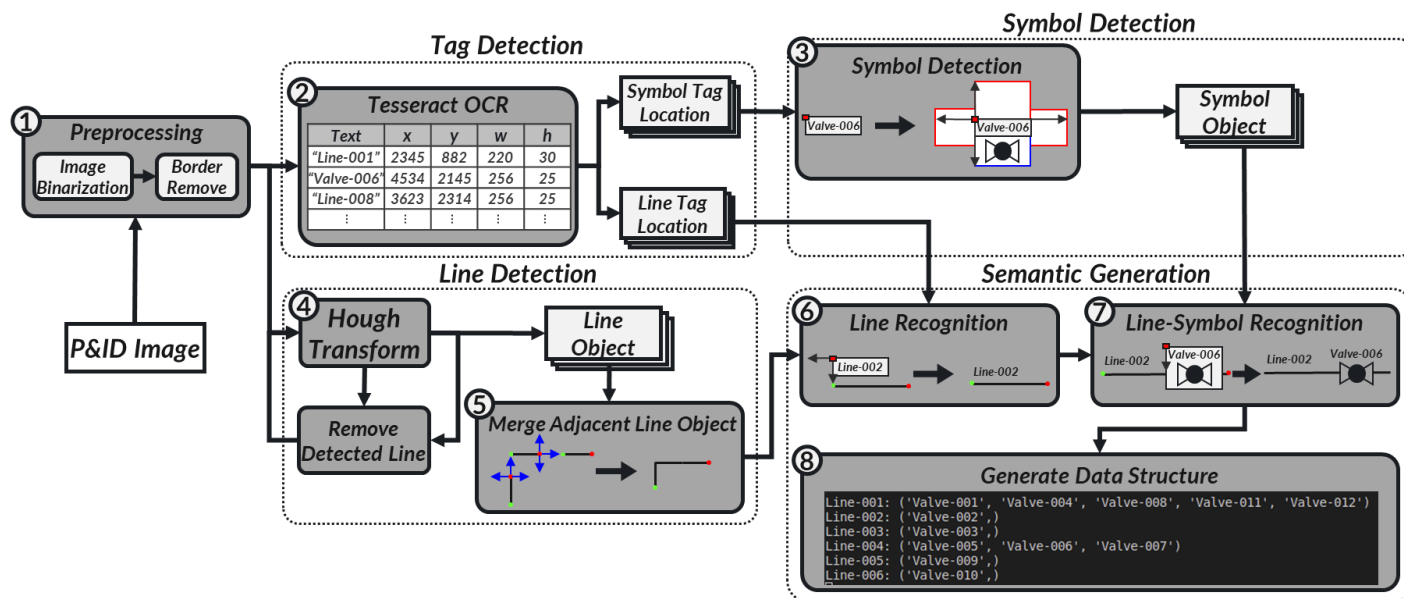 Symbol Detection
Tag Detection
1
Preprocessing
Image
Binarization
Border
Remove
P&ID Image
2
Tesseract OCR
Text x y w h
“Line-001” 2345 882 220 30
“Valve-006” 4534 2145 256 25
“Line-008” 3623 2314 256 25
⋮ ⋮ ⋮ ⋮ ⋮
Symbol Tag
Location
Line Tag
Location
3
Symbol Detection
Valve-006
Valve-006
Symbol
Object
Line Detection
4
Hough
Transform
Remove
Detected Line
Line
Object
5
Merge Adjacent Line Object
Semantic Generation
6
Line Recognition
Line-002
Line-002
7
Line-Symbol Recognition
Line-002
Valve-006
Line-002
Valve-006
8
Generate Data Structure
Line-001: ('Valve-001', 'Valve-004', 'Valve-008', 'Valve-011', 'Valve-012')
Line-002: ('Valve-002',)
Line-003: ('Valve-003',)
Line-004: ('Valve-005', 'Valve-006', 'Valve-007')
Line-005: ('Valve-009',)
Line-006: ('Valve-010',)